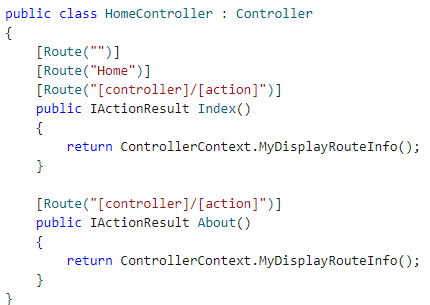 public class HomeController : Controller
{
    [Route("")]
    [Route("Home")]
    [Route("[controller]/[action]")]
    public IActionResult Index()
    {
        return ControllerContext.MyDisplayRouteInfo();
    }

    [Route("[controller]/[action]")]
    public IActionResult About()
    {
        return ControllerContext.MyDisplayRouteInfo();
    }
}